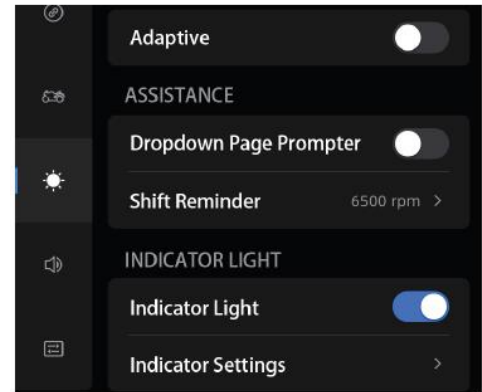 Adaptive
ASSISTANCE
Dropdown Page Prompter
Shift Reminder 6500 rpm >
INDICATOR LIGHT
Indicator Light
Indicator Settings >